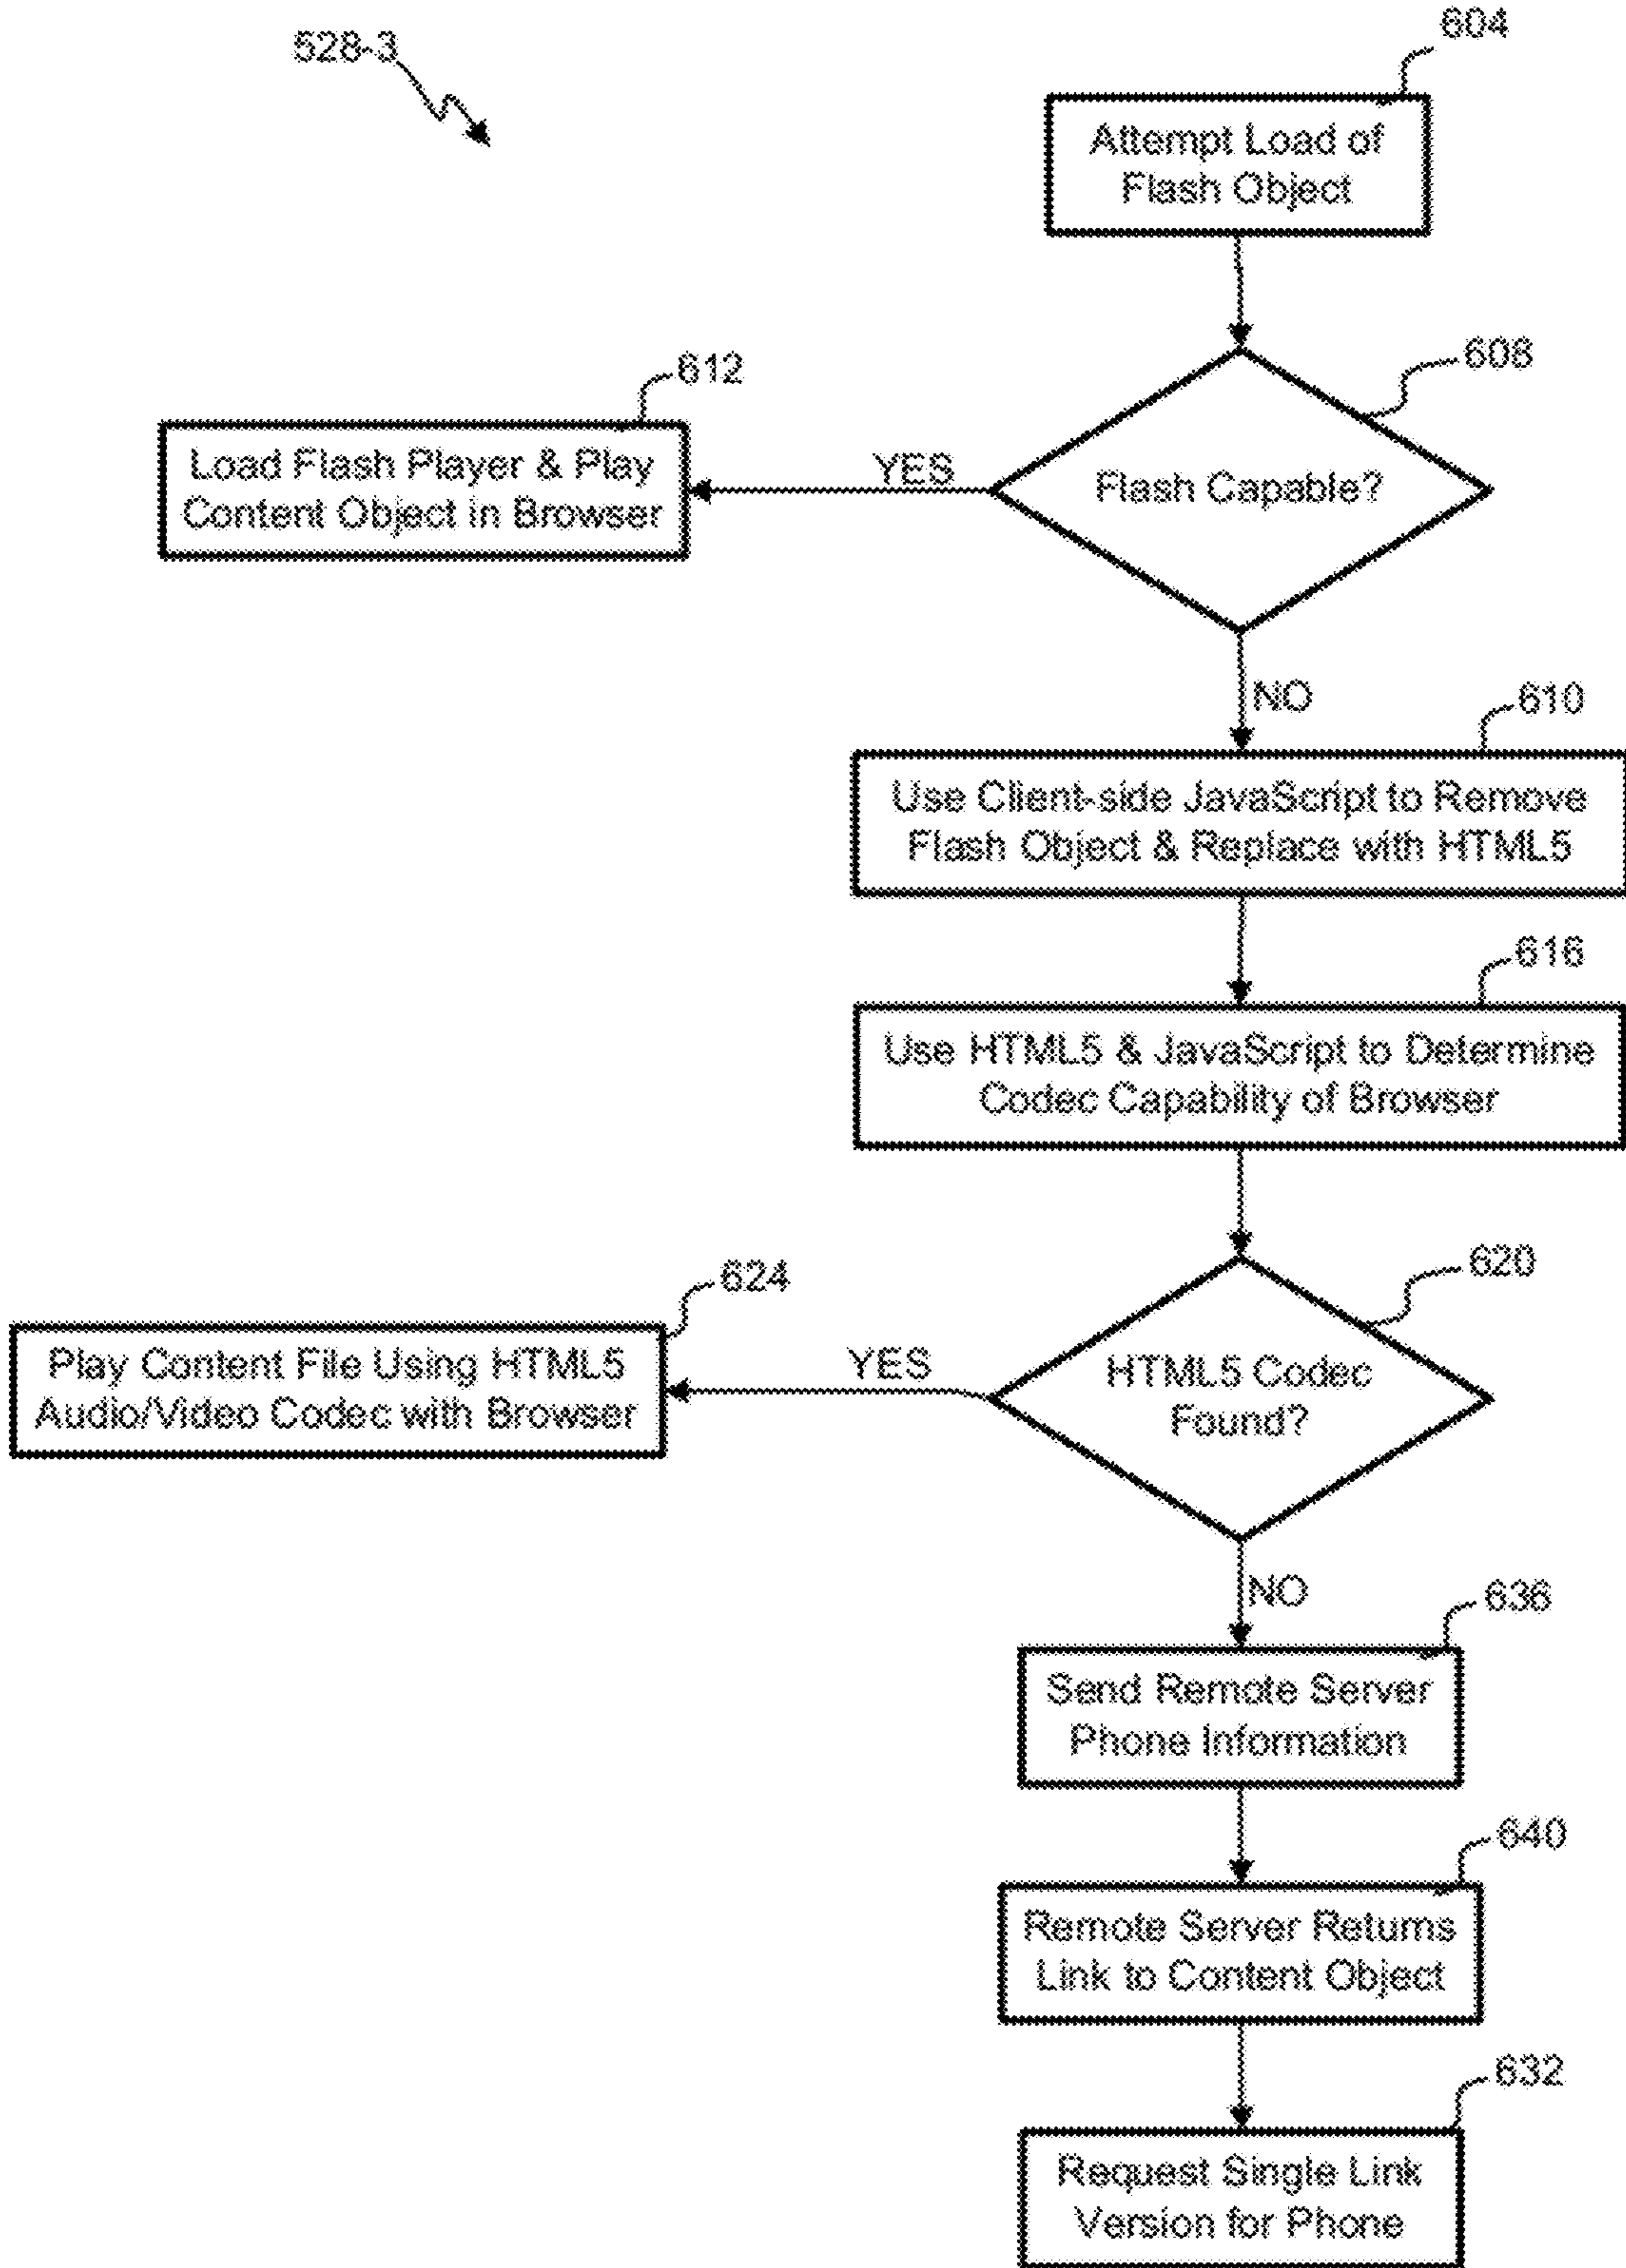 528-3
604
Attempt Load of
Flash Object
608
Flash Capable?
YES
612
Load Flash Player & Play
Content Object in Browser
NO
610
Use Client-side JavaScript to Remove
Flash Object & Replace with HTML5
616
Use HTML5 & JavaScript to Determine
Codec Capability of Browser
620
HTML5 Codec
Found?
YES
624
Play Content File Using HTML5
Audio/Video Codec with Browser
NO
636
Send Remote Server
Phone Information
640
Remote Server Returns
Link to Content Object
632
Request Single Link
Version for Phone